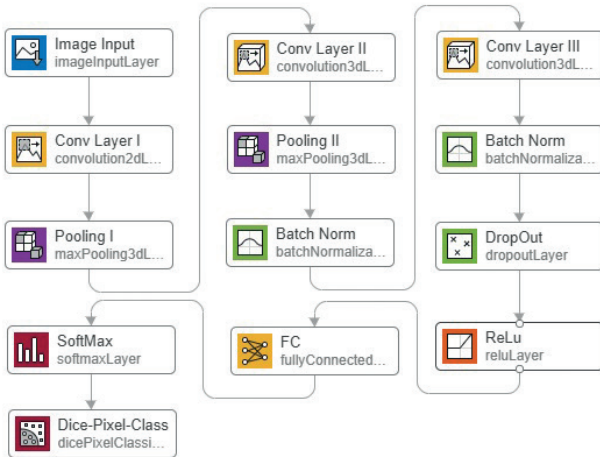 Image Input
imageInputLayer
Conv Layer I
convolution2dL...
Pooling I
maxPooling3dL...
Conv Layer II
convolution3dL...
Pooling II
maxPooling3dL...
Batch Norm
batchNormaliza...
Conv Layer III
convolution3dL...
Batch Norm
batchNormaliza...
DropOut
dropoutLayer
ReLu
reluLayer
FC
fullyConnected...
SoftMax
softmaxLayer
Dice-Pixel-Class
dicePixelClassi...